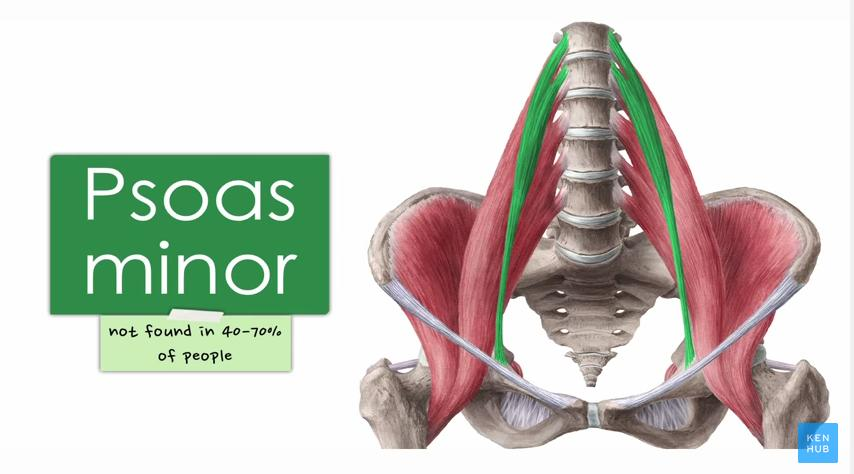 Psoas
minor
not found in 40-70%
of people
KEN
HUB